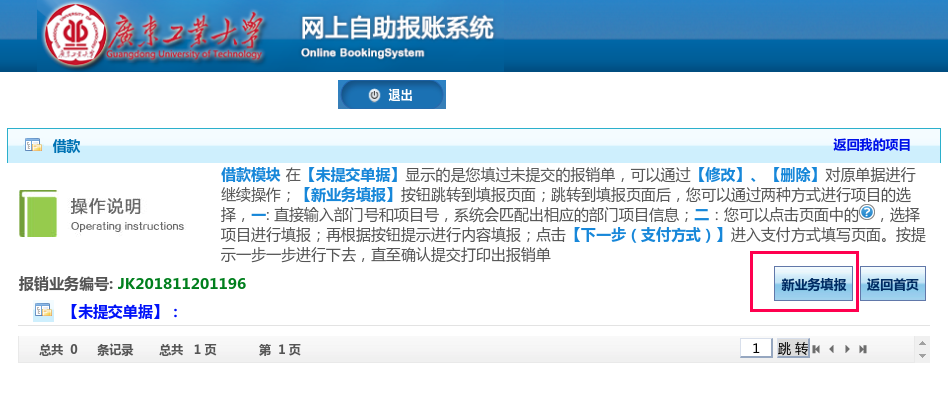 廣東工業大學
Guangdong University of Technology
网上自助报账系统
Online BookingSystem
退出
借款
返回我的项目
操作说明
Operating instructions
借款模块 在【未提交单据】显示的是您填过未提交的报销单，可以通过【修改】、【删除】对原单据进行
继续操作；【新业务填报】按钮跳转到填报页面；跳转到填报页面后，您可以通过两种方式进行项目的选
择，一: 直接输入部门号和项目号，系统会匹配出相应的部门项目信息；二：您可以点击页面中的?，选择
项目进行填报；再根据按钮提示进行内容填报；点击【下一步（支付方式）】进入支付方式填写页面。按提
示一步一步进行下去，直至确认提交打印出报销单
报销业务编号: JK201811201196
新业务填报 返回首页
【未提交单据】：
总共 0 条记录 总共 1 页 第 1 页 1 跳 转